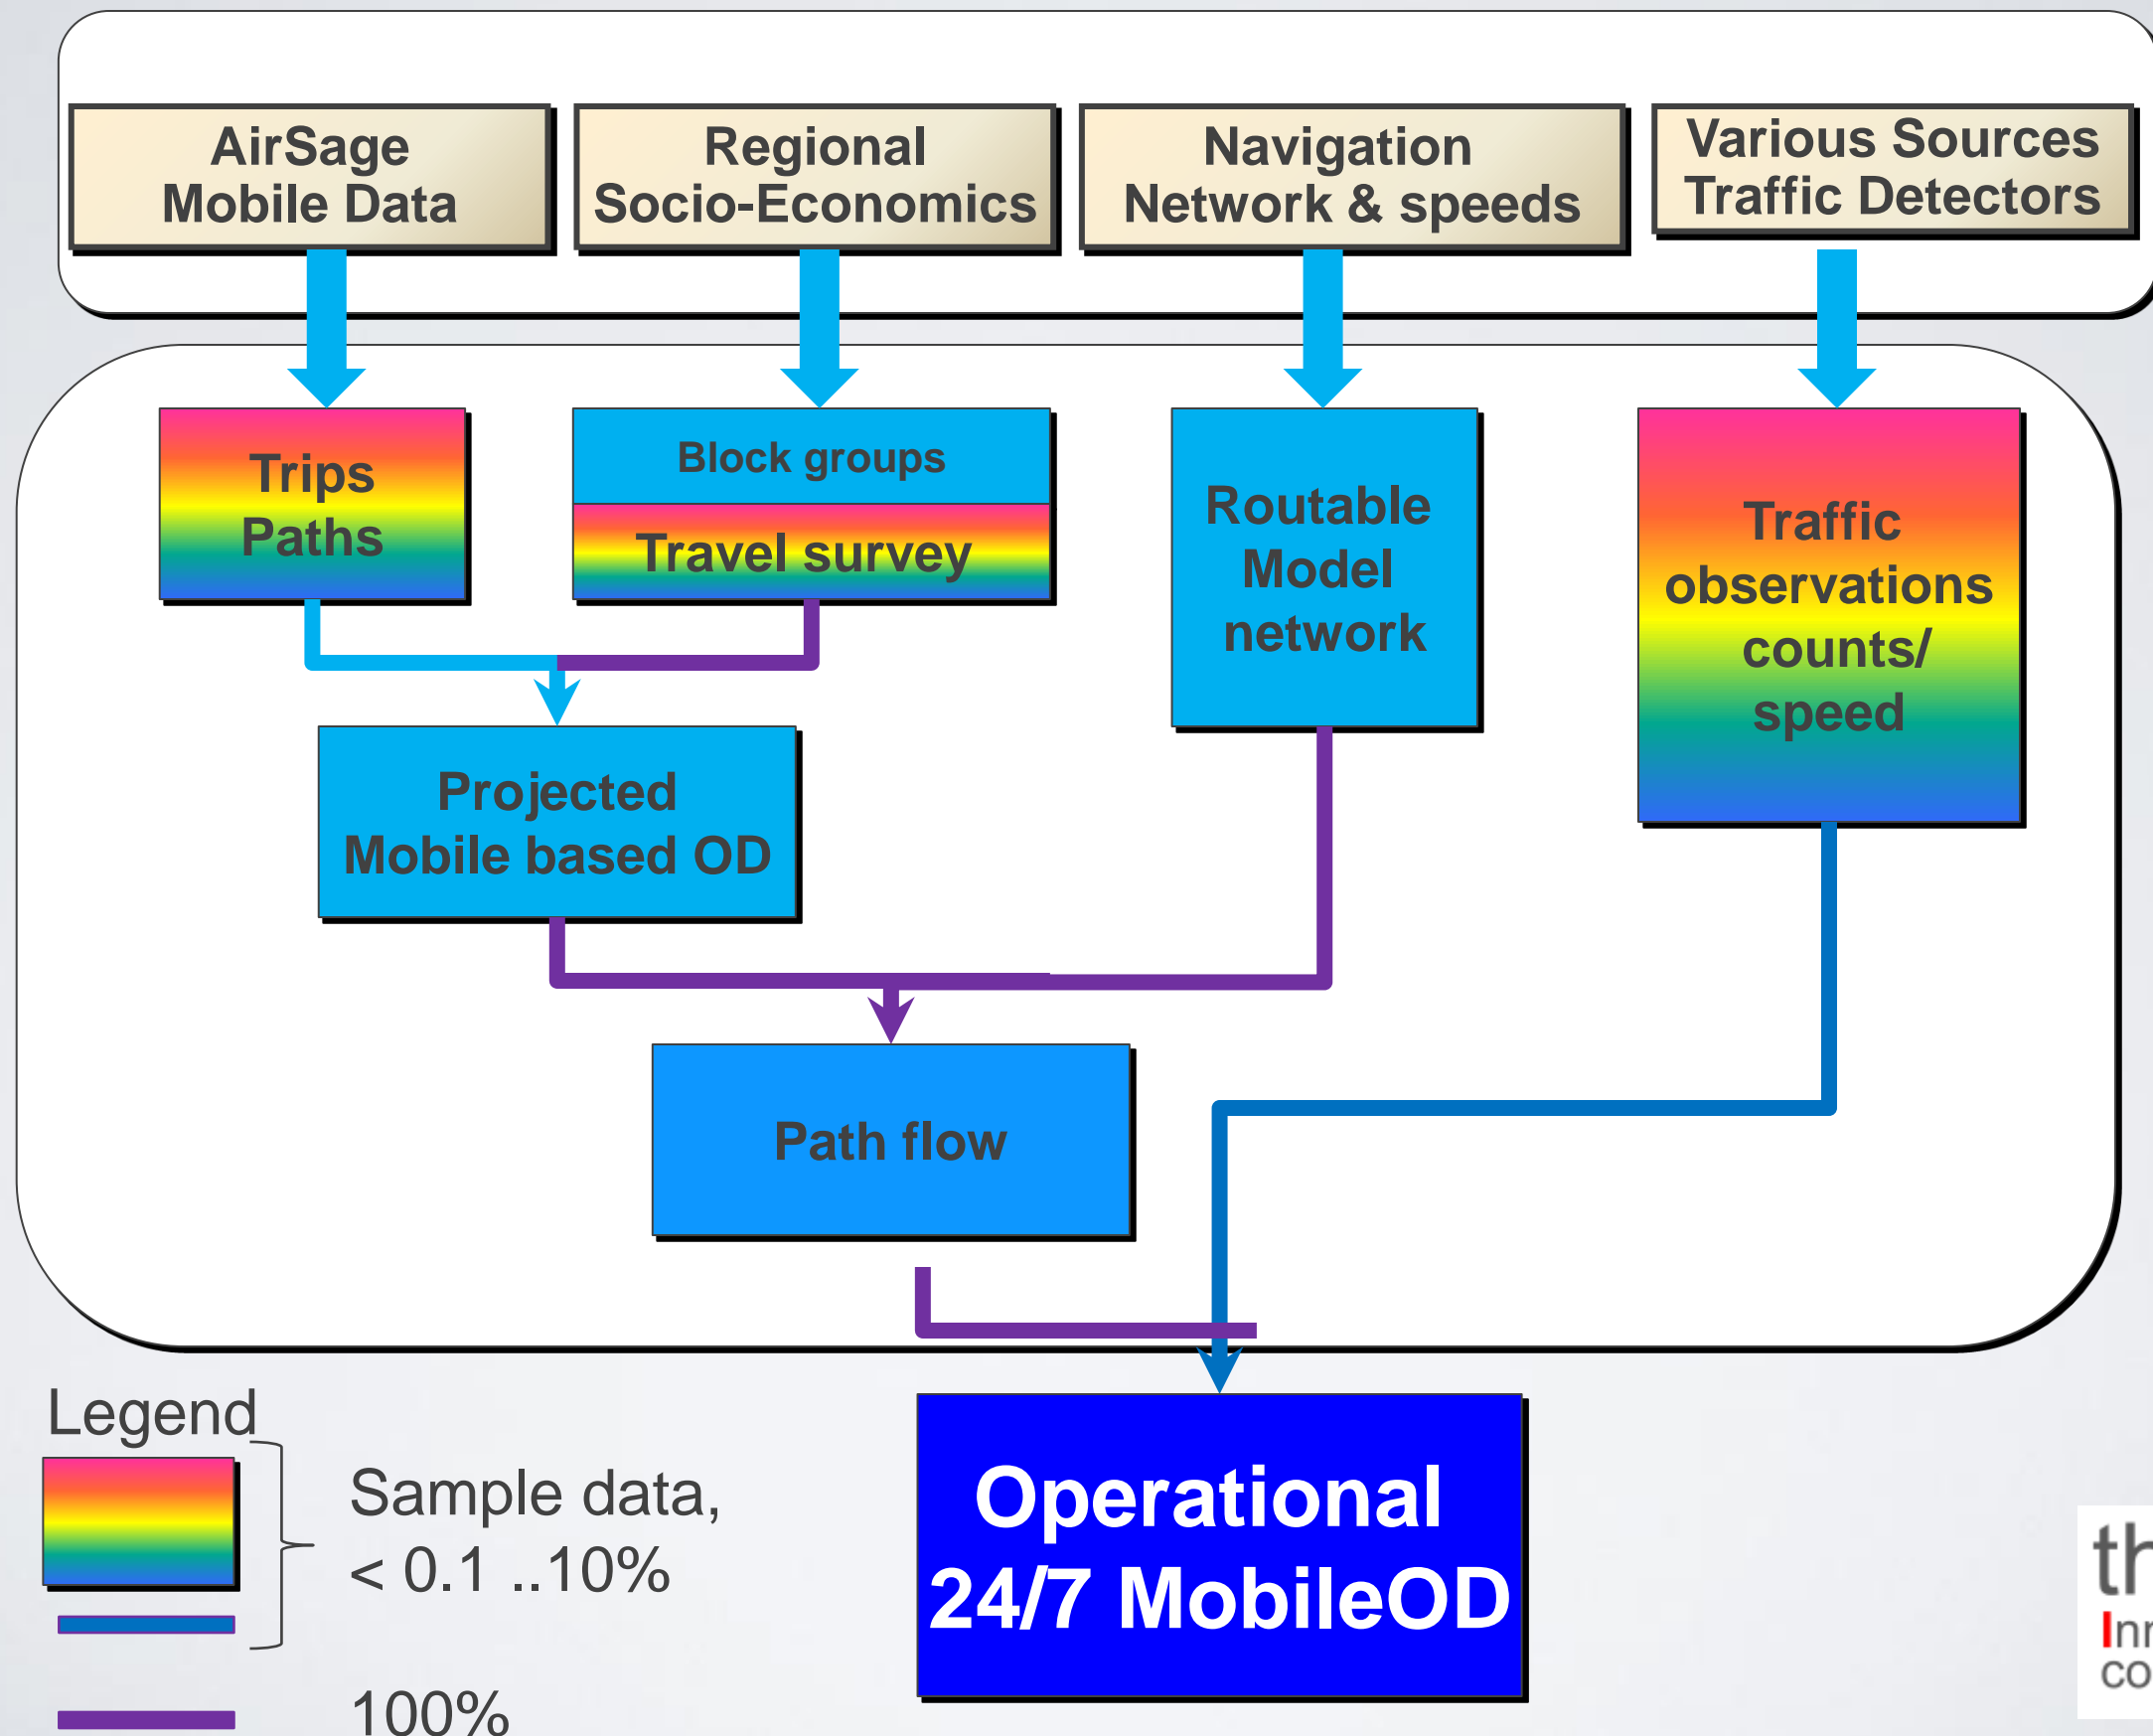 AirSage
Mobile Data
Regional
Socio-Economics
Navigation
Network & speeds
Various Sources
Traffic Detectors
Trips
Paths
Block groups
Travel survey
Routable
Model
network
Traffic
observations
counts/
speed
Projected
Mobile based OD
Path flow
Operational
24/7 MobileOD
Legend
Sample data,
< 0.1 ..10%
100%